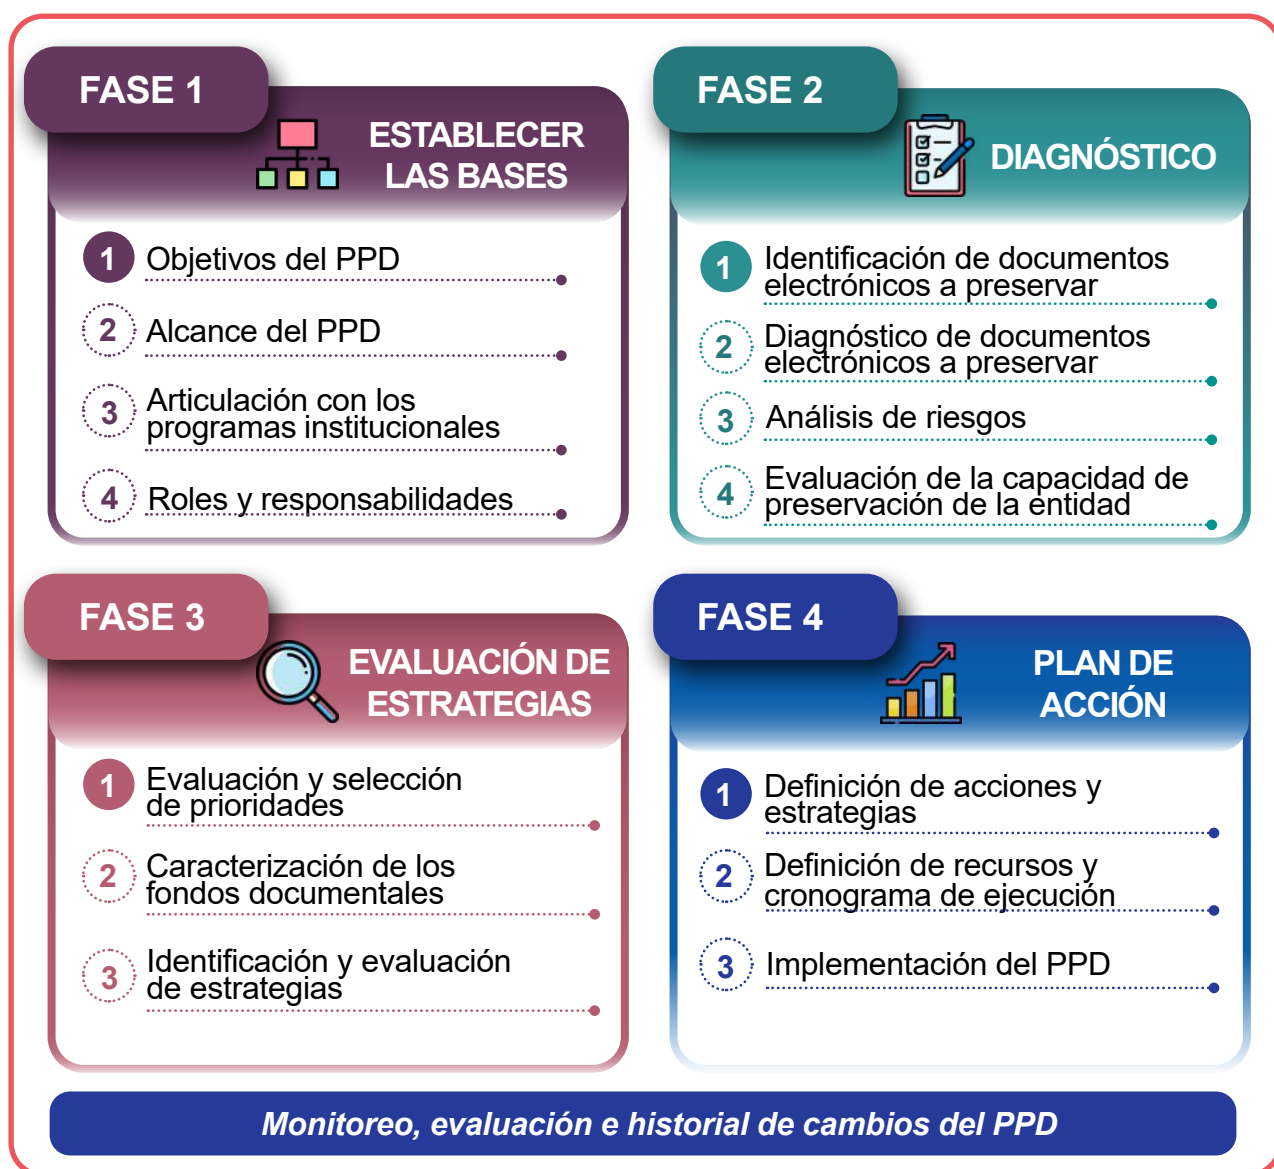 FASE 1
ESTABLECER
LAS BASES
1
Objetivos del PPD
2
Alcance del PPD
3
Articulación con los
programas institucionales
4
Roles y responsabilidades
FASE 2
DIAGNÓSTICO
1
Identificación de documentos
electrónicos a preservar
2
Diagnóstico de documentos
electrónicos a preservar
3
Análisis de riesgos
4
Evaluación de la capacidad de
preservación de la entidad
FASE 3
EVALUACIÓN DE
ESTRATEGIAS
1
Evaluación y selección
de prioridades
2
Caracterización de los
fondos documentales
3
Identificación y evaluación
de estrategias
FASE 4
PLAN DE
ACCIÓN
1
Definición de acciones y
estrategias
2
Definición de recursos y
cronograma de ejecución
3
Implementación del PPD
Monitoreo, evaluación e historial de cambios del PPD